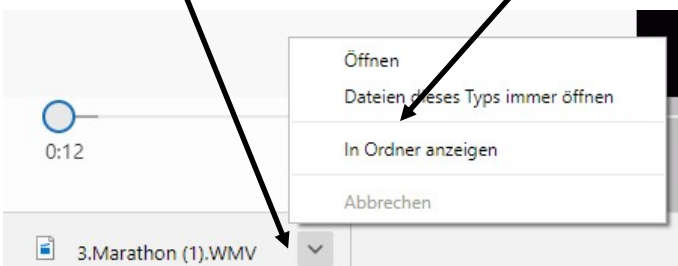 Öffnen
Dateien dieses Typs immer öffnen
0:12
In Ordner anzeigen
Abbrechen
3.Marathon (1).WMV